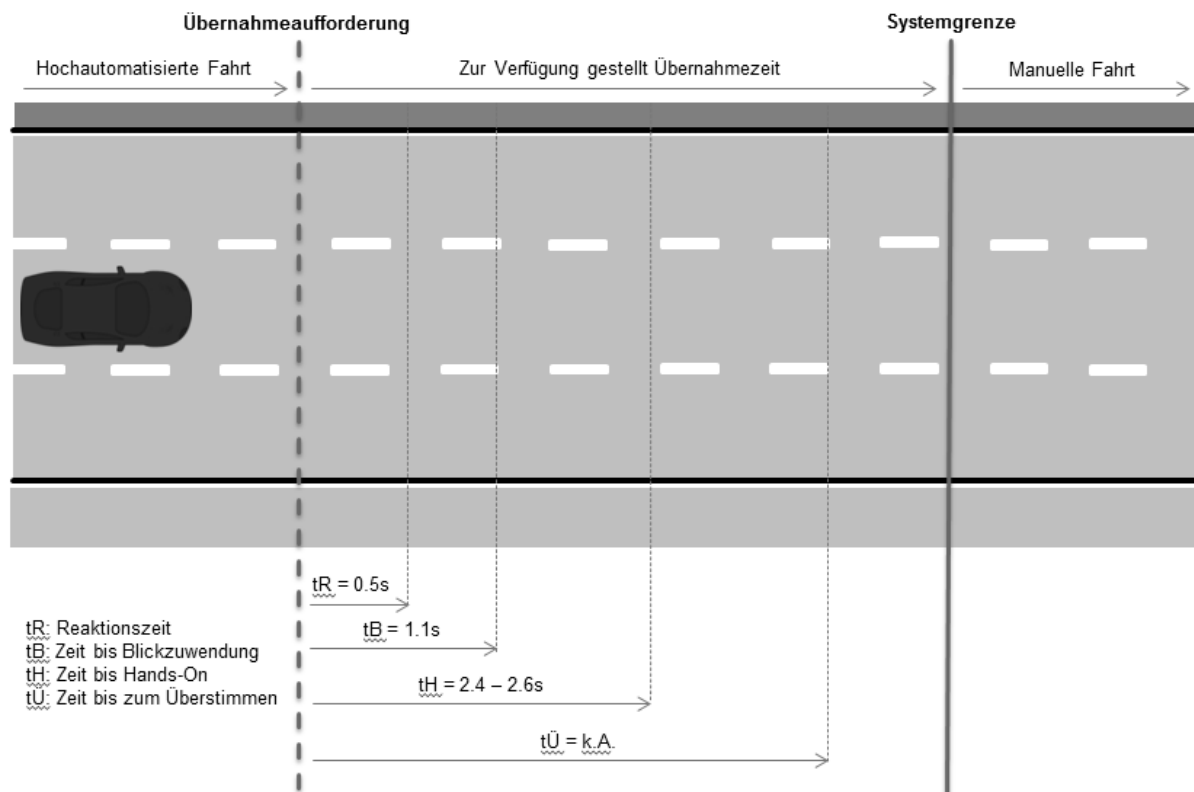 Übernahmeaufforderung
Systemgrenze
Hochautomatisierte Fahrt
Zur Verfügung gestellt Übernahmezeit
Manuelle Fahrt
tR = 0.5s
tR: Reaktionszeit
tB = 1.1s
tB: Zeit bis Blickzuwendung
tH: Zeit bis Hands-On
tH = 2.4 – 2.6s
tÜ: Zeit bis zum Überstimmen
tÜ = k.A.